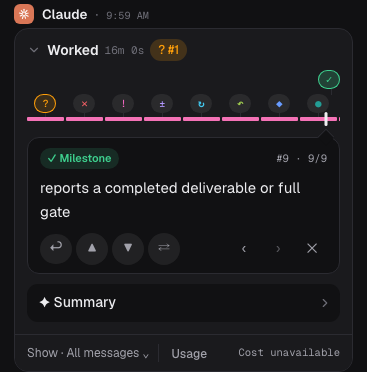 Claude · 9:59 AM
Worked 16m 0s ? #1
✓
? × ! ± ↻ ↶ ◆ ●
✓ Milestone #9 · 9/9
reports a completed deliverable or full
gate
↩ ▲ ▼ ⇄ ‹ › ×
✦ Summary ›
Show · All messages ⌄ Usage Cost unavailable